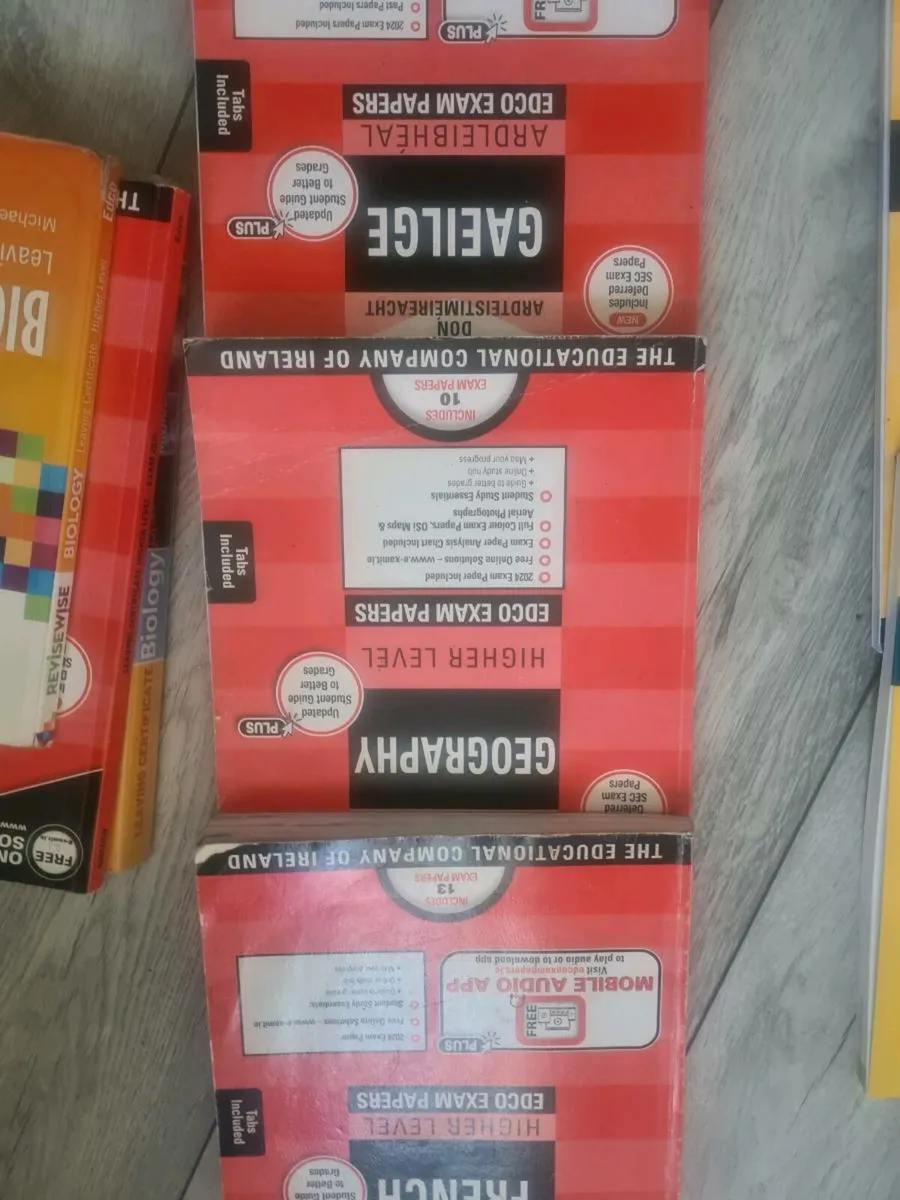 FRENCH
Student Guide
to Better
Grades
HIGHER LEVEL
EDCO EXAM PAPERS
Tabs
Included
2024 Exam Paper
Free Online Solutions – www.e-xamit.ie
Student Study Essentials
PLUS
FREE
MOBILE AUDIO APP
Visit edcoexampapers.ie
to play audio or to download app
INCLUDES
13
EXAM PAPERS
THE EDUCATIONAL COMPANY OF IRELAND
Deferred
SEC Exam
Papers
GEOGRAPHY
PLUS
Updated
Student Guide
to Better
Grades
HIGHER LEVEL
EDCO EXAM PAPERS
Tabs
Included
2024 Exam Paper Included
Free Online Solutions – www.e-xamit.ie
Exam Paper Analysis Chart Included
Full Colour Exam Papers, OSI Maps &
Aerial Photographs
Student Study Essentials
+ Guide to better grades
+ Online study hub
+ Map your progress
INCLUDES
10
EXAM PAPERS
THE EDUCATIONAL COMPANY OF IRELAND
NEW
Includes
Deferred
SEC Exam
Papers
DON
ARDTEISTIMÉIREACHT
GAEILGE
PLUS
Updated
Student Guide
to Better
Grades
ARDLEIBHÉAL
EDCO EXAM PAPERS
Tabs
Included
2024 Exam Papers Included
PLUS
REVISEWISE BIOLOGY Leaving Certificate Higher Level
Edco
LEAVING CERTIFICATE Biology
FREE